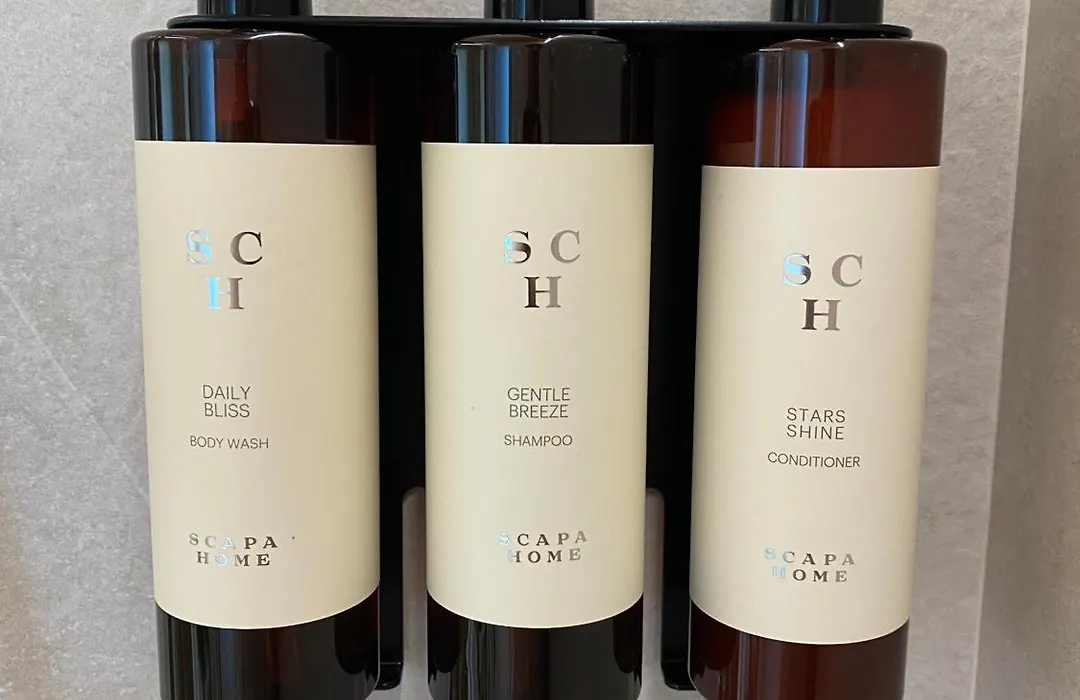 S C
H
DAILY
BLISS
BODY WASH
SCAPA
HOME
S C
H
GENTLE
BREEZE
SHAMPOO
SCAPA
HOME
S C
H
STARS
SHINE
CONDITIONER
SCAPA
HOME